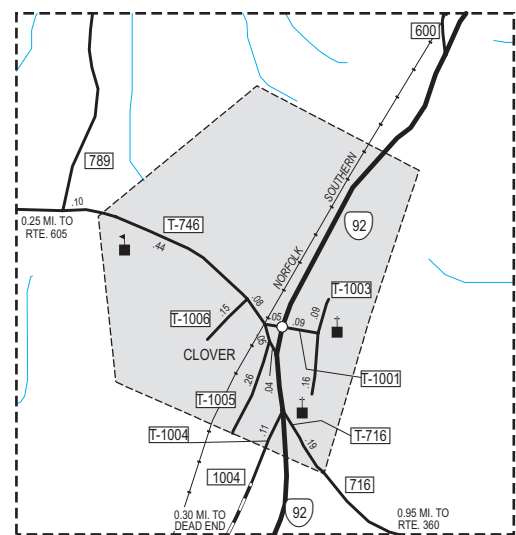 600
789
SOUTHERN
.10
T-746
0.25 MI. TO
RTE. 605
92
.44
NORFOLK
T-1003
.08
.09
.15
T-1006
.05
.09
CLOVER
.05
T-1001
.26
.04
.16
T-1005
T-1004
.11
T-716
.19
1004
716
0.30 MI. TO
DEAD END
92
0.95 MI. TO
RTE. 360